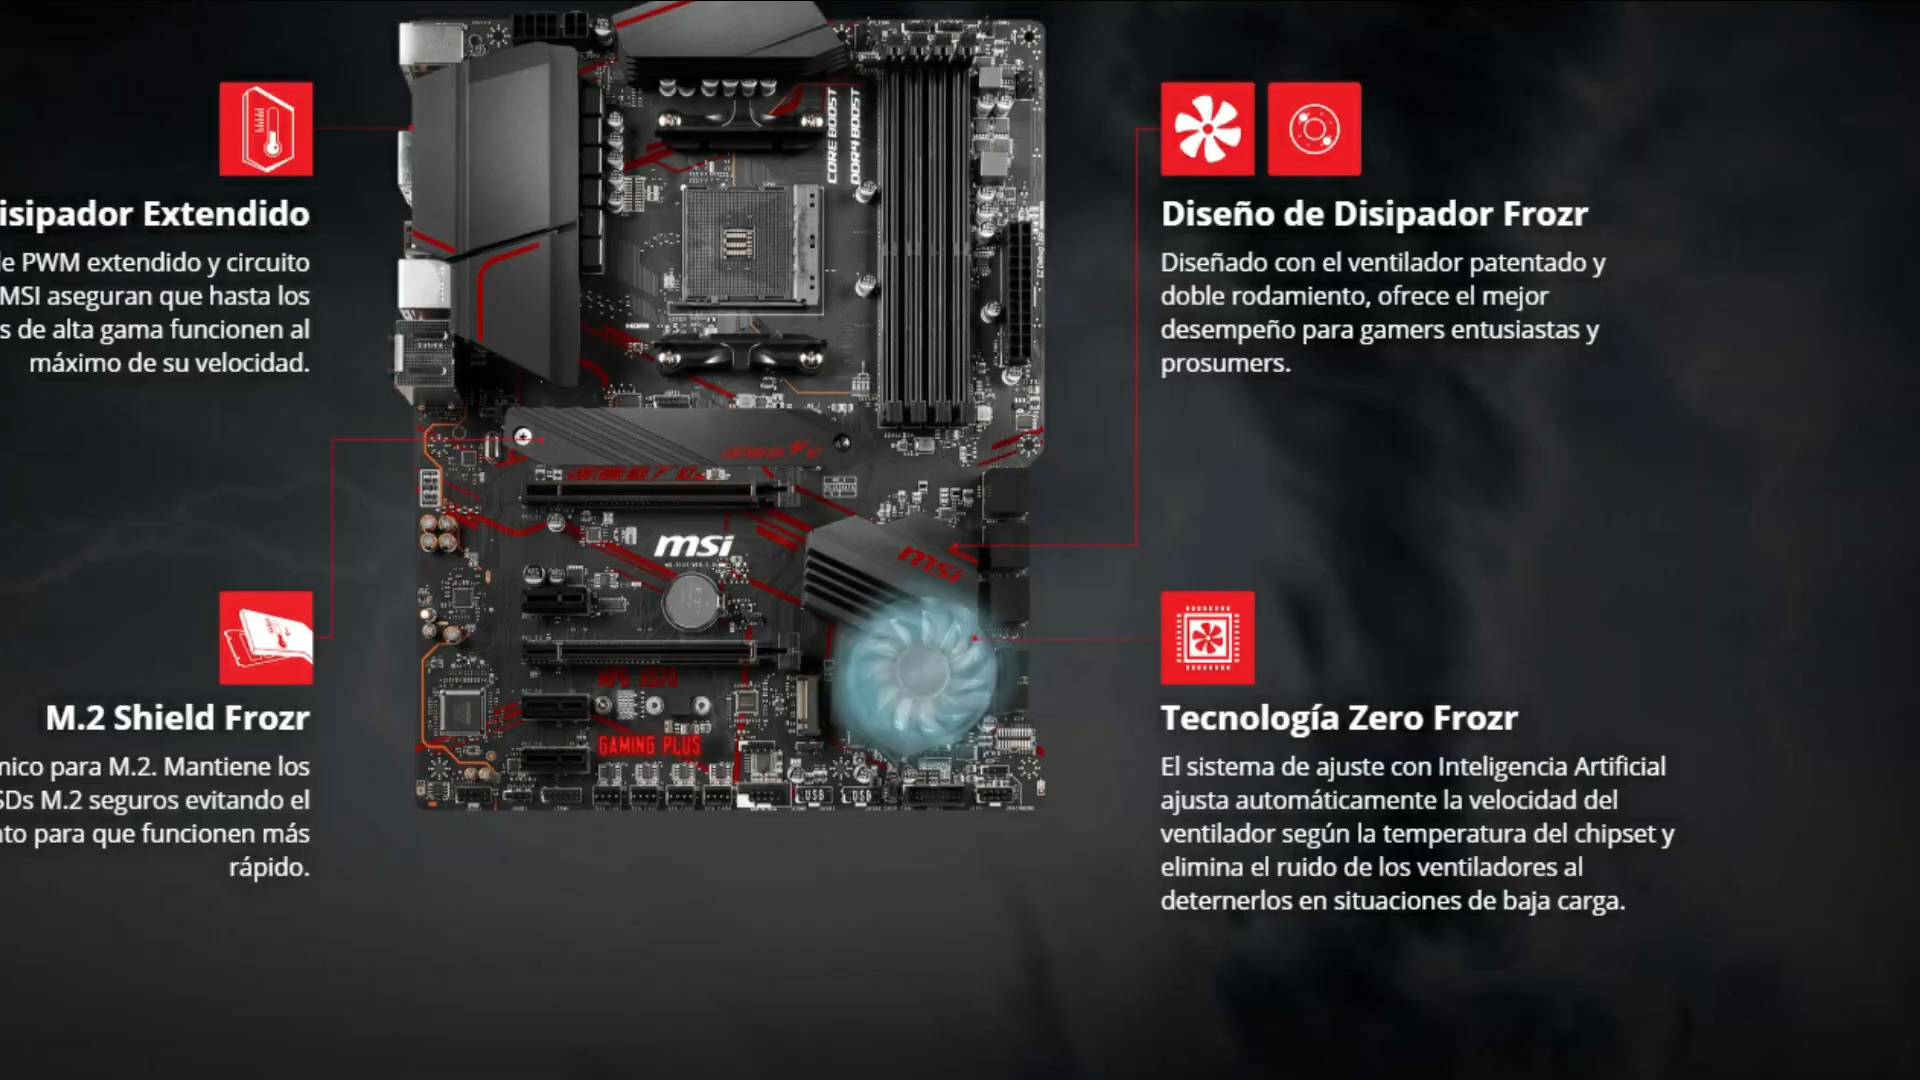 isipador Extendido
le PWM extendido y circuito
MSI aseguran que hasta los
s de alta gama funcionen al
máximo de su velocidad.
M.2 Shield Frozr
nico para M.2. Mantiene los
SDs M.2 seguros evitando el
nto para que funcionen más
rápido.
CORE BOOST
DDR4 BOOST
msi
msi
GAMING PLUS
USB
USB
Diseño de Disipador Frozr
Diseñado con el ventilador patentado y
doble rodamiento, ofrece el mejor
desempeño para gamers entusiastas y
prosumers.
Tecnología Zero Frozr
El sistema de ajuste con Inteligencia Artificial
ajusta automáticamente la velocidad del
ventilador según la temperatura del chipset y
elimina el ruido de los ventiladores al
deternerlos en situaciones de baja carga.